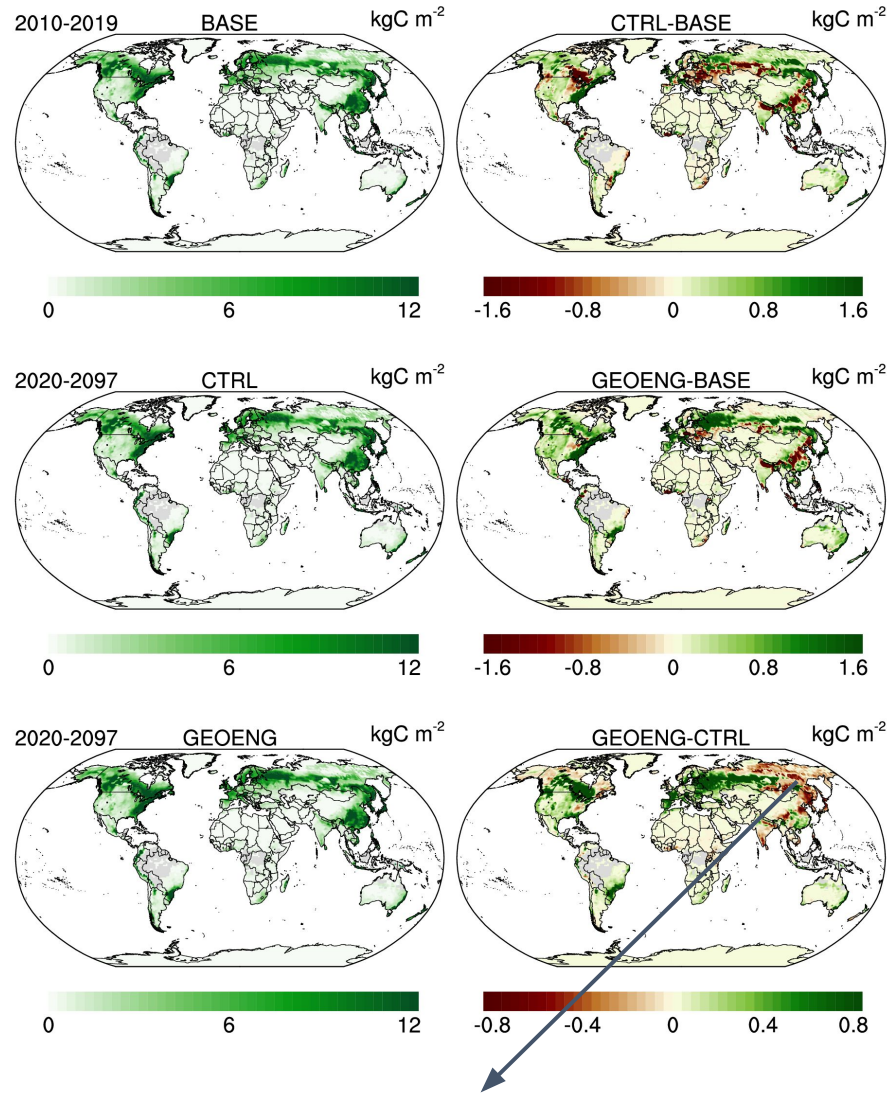 2010-2019 BASE kgC m-2
CTRL-BASE kgC m-2
0 6 12
-1.6 -0.8 0 0.8 1.6
2020-2097 CTRL kgC m-2
GEOENG-BASE kgC m-2
0 6 12
-1.6 -0.8 0 0.8 1.6
2020-2097 GEOENG kgC m-2
GEOENG-CTRL kgC m-2
0 6 12
-0.8 -0.4 0 0.4 0.8